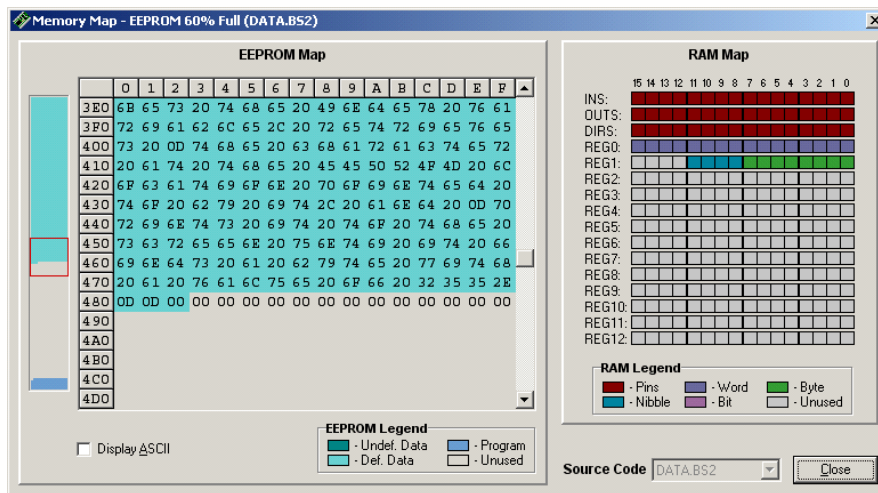 Memory Map - EEPROM 60% Full (DATA.BS2)
EEPROM Map
0 1 2 3 4 5 6 7 8 9 A B C D E F
3E0 6B 65 73 20 74 68 65 20 49 6E 64 65 78 20 76 61
3F0 72 69 61 62 6C 65 2C 20 72 65 74 72 69 65 76 65
400 73 20 0D 74 68 65 20 63 68 61 72 61 63 74 65 72
410 20 61 74 20 74 68 65 20 45 45 50 52 4F 4D 20 6C
420 6F 63 61 74 69 6F 6E 20 70 6F 69 6E 74 65 64 20
430 74 6F 20 62 79 20 69 74 2C 20 61 6E 64 20 0D 70
440 72 69 6E 74 73 20 69 74 20 74 6F 20 74 68 65 20
450 73 63 72 65 65 6E 20 75 6E 74 69 20 69 74 20 66
460 69 6E 64 73 20 61 20 62 79 74 65 20 77 69 74 68
470 20 61 20 76 61 6C 75 65 20 6F 66 20 32 35 35 2E
480 0D 0D 00 00 00 00 00 00 00 00 00 00 00 00 00 00
490
4A0
4B0
4C0
4D0
Display ASCII
EEPROM Legend
- Undef. Data - Program
- Def. Data - Unused
RAM Map
15 14 13 12 11 10 9 8 7 6 5 4 3 2 1 0
INS:
OUTS:
DIRS:
REG0:
REG1:
REG2:
REG3:
REG4:
REG5:
REG6:
REG7:
REG8:
REG9:
REG10:
REG11:
REG12:
RAM Legend
- Pins - Word - Byte
- Nibble - Bit - Unused
Source Code DATA.BS2 Close